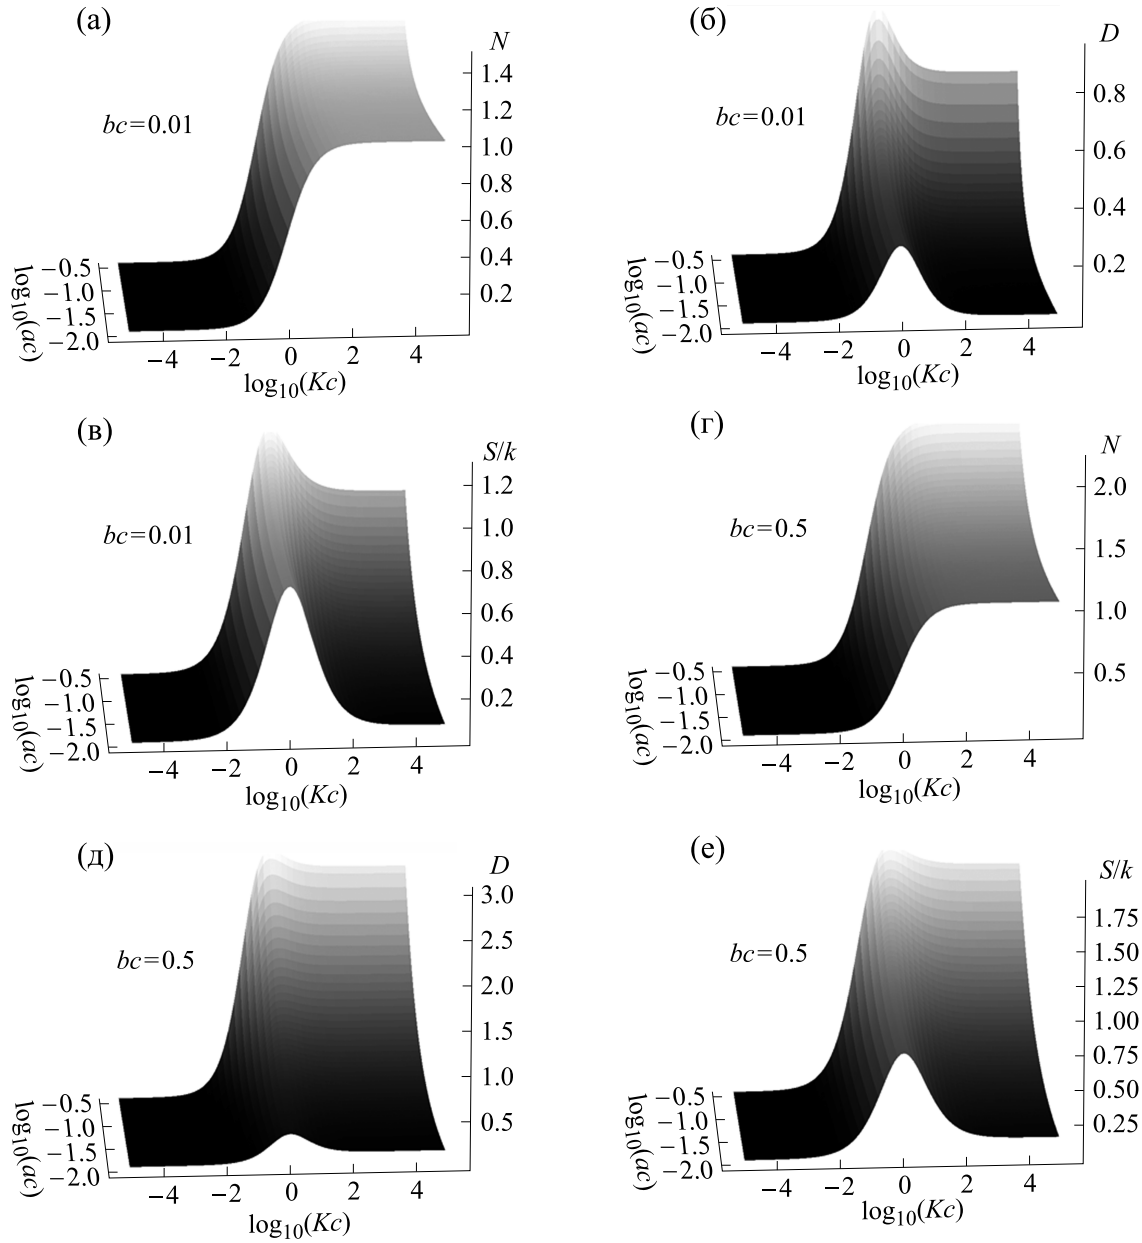 (а)
N
1.4
1.2
1.0
0.8
0.6
0.4
0.2
bc=0.01
−0.5
−1.0
−1.5
−2.0
log10(ac)
−4 −2 0 2 4
log10(Kc)
(б)
D
0.8
0.6
0.4
0.2
bc=0.01
−0.5
−1.0
−1.5
−2.0
log10(ac)
−4 −2 0 2 4
log10(Kc)
(в)
S/k
1.2
1.0
0.8
0.6
0.4
0.2
bc=0.01
−0.5
−1.0
−1.5
−2.0
log10(ac)
−4 −2 0 2 4
log10(Kc)
(г)
N
2.0
1.5
1.0
0.5
bc=0.5
−0.5
−1.0
−1.5
−2.0
log10(ac)
−4 −2 0 2 4
log10(Kc)
(д)
D
3.0
2.5
2.0
1.5
1.0
0.5
bc=0.5
−0.5
−1.0
−1.5
−2.0
log10(ac)
−4 −2 0 2 4
log10(Kc)
(е)
S/k
1.75
1.50
1.25
1.00
0.75
0.50
0.25
bc=0.5
−0.5
−1.0
−1.5
−2.0
log10(ac)
−4 −2 0 2 4
log10(Kc)